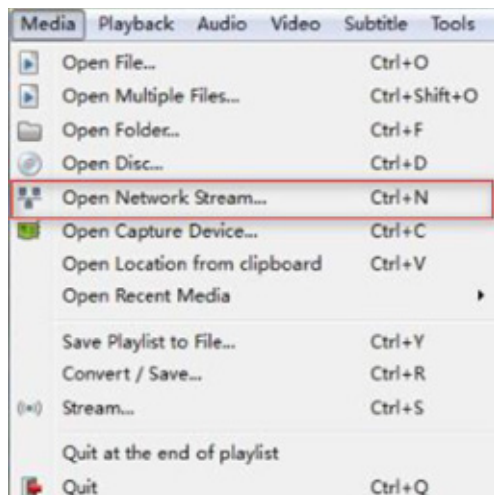 Media Playback Audio Video Subtitle Tools
Open File... Ctrl+O
Open Multiple Files... Ctrl+Shift+O
Open Folder... Ctrl+F
Open Disc... Ctrl+D
Open Network Stream... Ctrl+N
Open Capture Device... Ctrl+C
Open Location from clipboard Ctrl+V
Open Recent Media
Save Playlist to File... Ctrl+Y
Convert / Save... Ctrl+R
Stream... Ctrl+S
Quit at the end of playlist
Quit Ctrl+Q